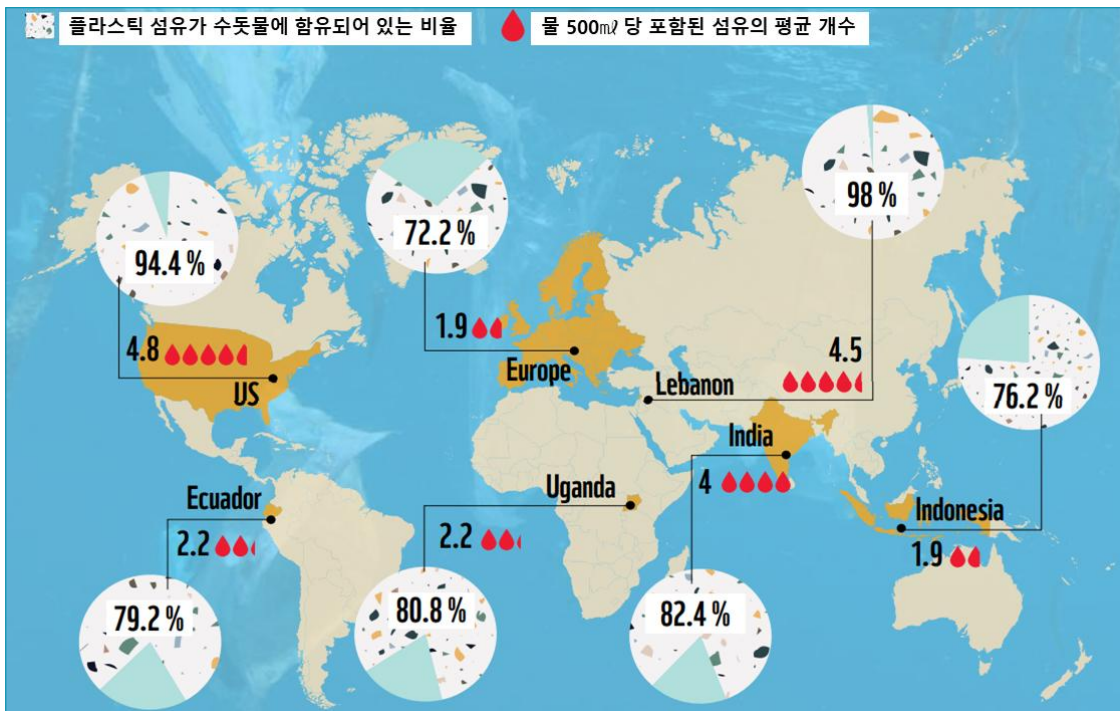 플라스틱 섬유가 수돗물에 함유되어 있는 비율
물 500㎖ 당 포함된 섬유의 평균 개수
98 %
72.2 %
94.4 %
1.9
4.8
4.5
Europe
US
Lebanon
76.2 %
India
Ecuador
Uganda
4
Indonesia
2.2
2.2
1.9
79.2 %
80.8 %
82.4 %